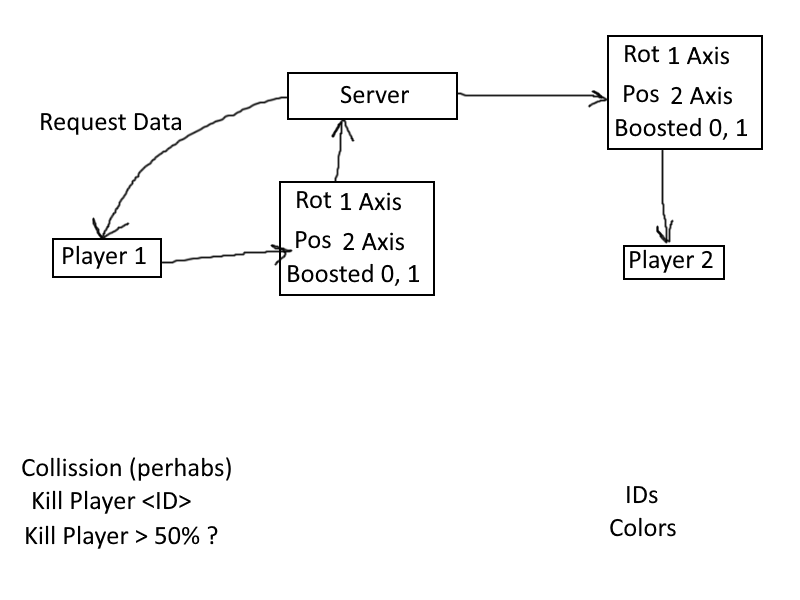 Server
Request Data
Rot 1 Axis
Pos 2 Axis
Boosted 0, 1
Player 1
Rot 1 Axis
Pos 2 Axis
Boosted 0, 1
Player 2
Collission (perhabs)
Kill Player <ID>
Kill Player > 50% ?
IDs
Colors